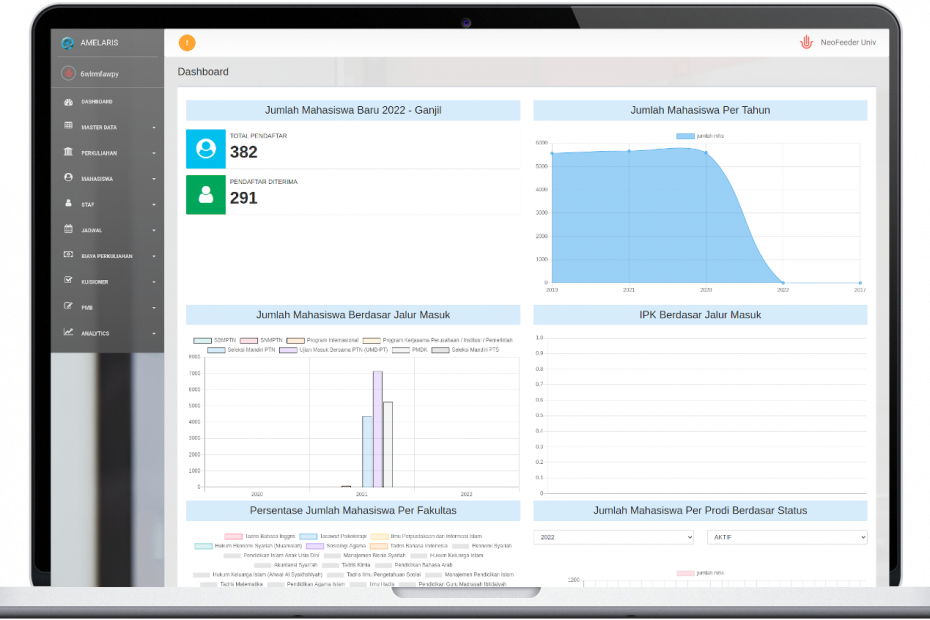 AMELARIS
NeoFeeder Univ
Dashboard
DASHBOARD
MASTER DATA
PERKULIAHAN
MAHASISWA
STAF
JADWAL
BIAYA PERKULIAHAN
KUISIONER
PMB
ANALYTICS
Jumlah Mahasiswa Baru 2022 - Ganjil
TOTAL PENDAFTAR
382
PENDAFTAR DITERIMA
291
Jumlah Mahasiswa Per Tahun
jumlah mhs
6000
5000
4000
3000
2000
1000
0
2019 2021 2020 2022 2017
Jumlah Mahasiswa Berdasar Jalur Masuk
SBMPTN SNMPTN Program Internasional Program Kerjasama Perusahaan / Institusi / Pemerintah
Seleksi Mandiri PTN Ujian Masuk Bersama PTN (UMB-PT) PMDK Seleksi Mandiri PTS
8000
7000
6000
5000
4000
3000
2000
1000
0
2020 2021 2022
IPK Berdasar Jalur Masuk
1.0
0.9
0.8
0.7
0.6
0.5
0.4
0.3
0.2
0.1
0
Persentase Jumlah Mahasiswa Per Fakultas
Tadris Bahasa Inggris Tasawuf Psikoterapi Ilmu Perpustakaan dan Informasi Islam
Hukum Ekonomi Syariah (Muamalah) Sosiologi Agama Tadris Bahasa Indonesia Ekonomi Syariah
Pendidikan Islam Anak Usia Dini Manajemen Bisnis Syariah Hukum Keluarga Islam
Akuntansi Syari'ah Tadris Kimia Pendidikan Bahasa Arab
Hukum Keluarga Islam (Ahwal Al Syakhshiyyah) Tadris Ilmu Pengetahuan Sosial Manajemen Pendidikan Islam
Tadris Matematika Pendidikan Agama Islam Ilmu Hadis Pendidikan Guru Madrasah Ibtidaiyah
Jumlah Mahasiswa Per Prodi Berdasar Status
2022 AKTIF
jumlah mhs
1200